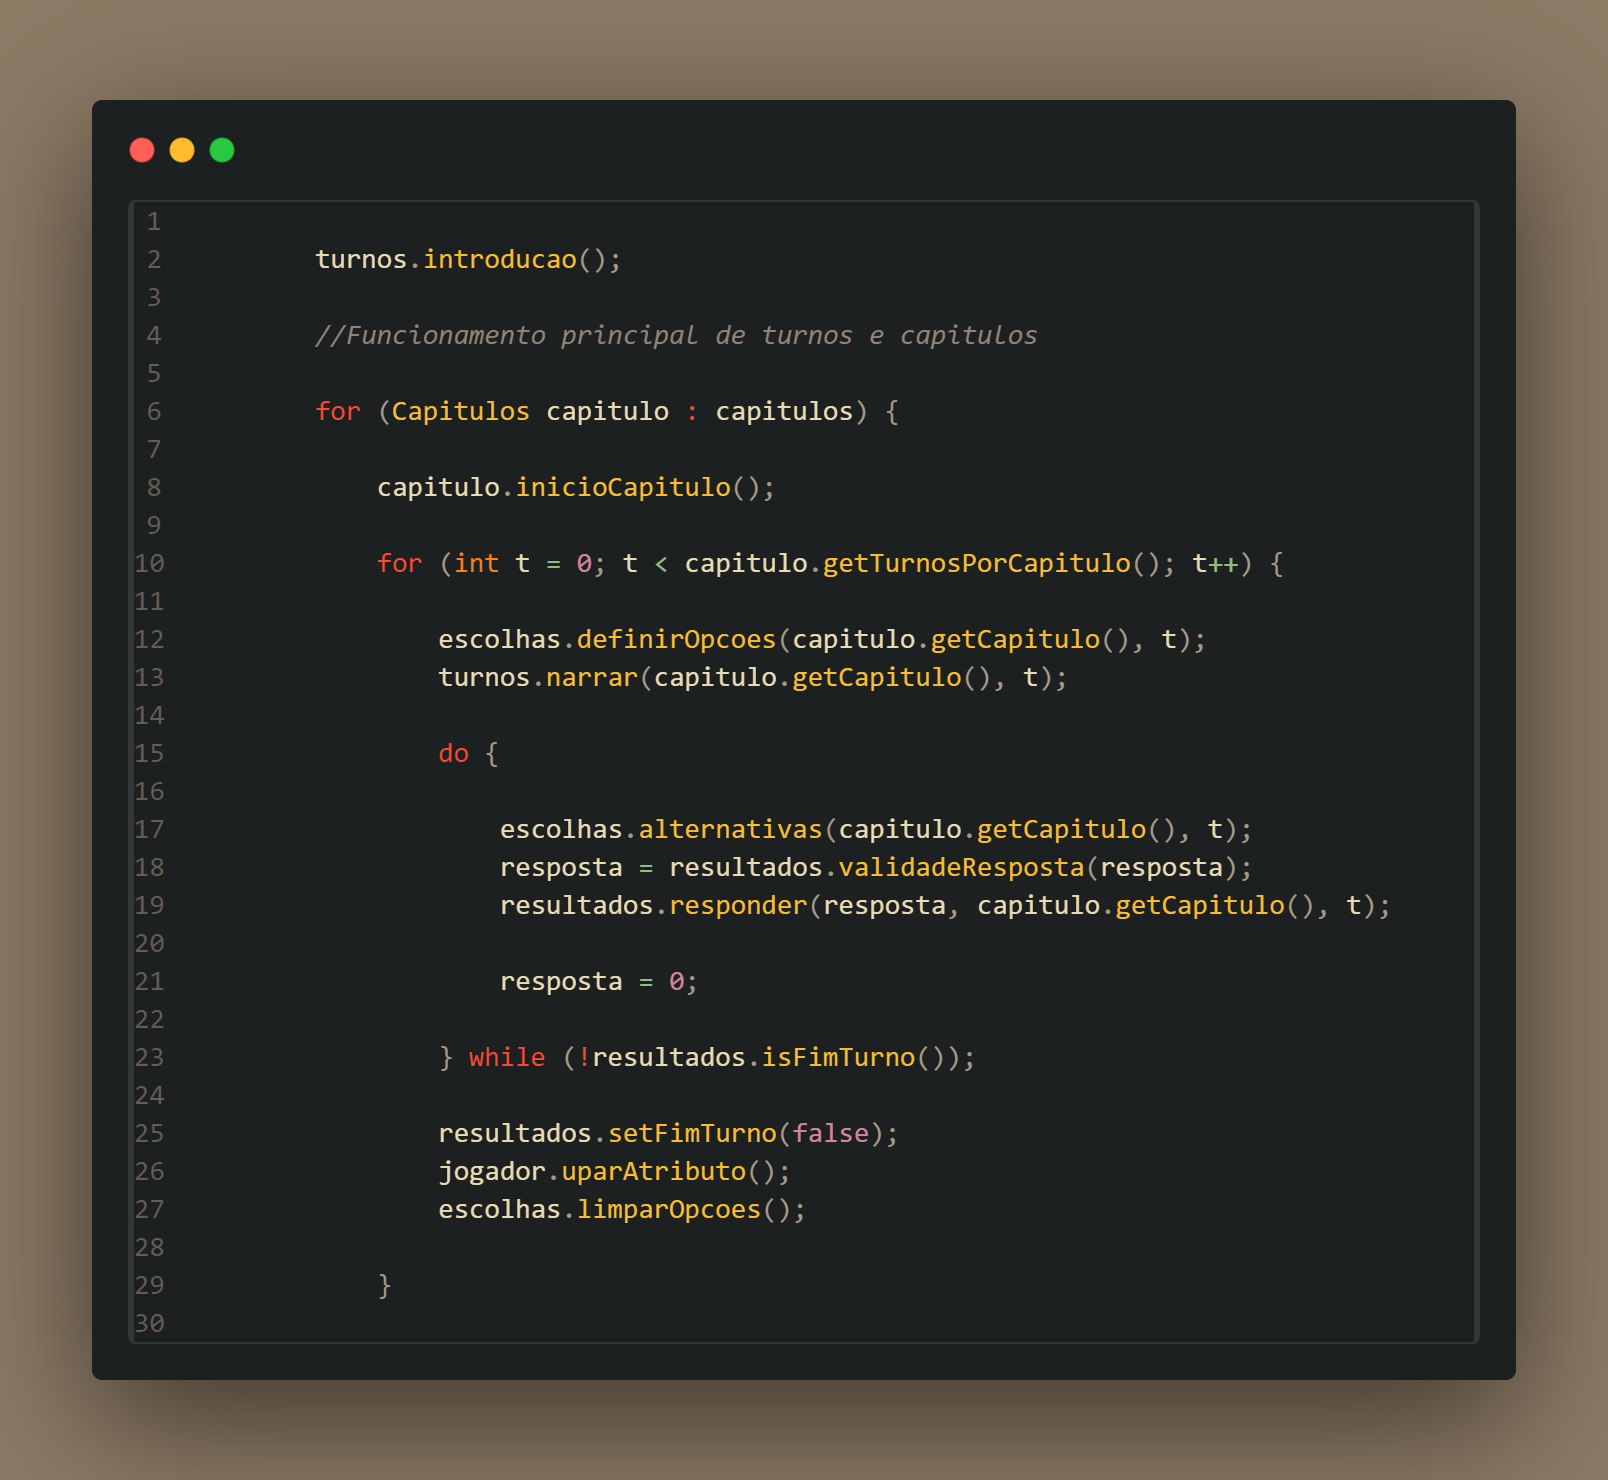 1
2 turnos.introducao();
3
4 //Funcionamento principal de turnos e capitulos
5
6 for (Capitulos capitulo : capitulos) {
7
8 capitulo.inicioCapitulo();
9
10 for (int t = 0; t < capitulo.getTurnosPorCapitulo(); t++) {
11
12 escolhas.definirOpcoes(capitulo.getCapitulo(), t);
13 turnos.narrar(capitulo.getCapitulo(), t);
14
15 do {
16
17 escolhas.alternativas(capitulo.getCapitulo(), t);
18 resposta = resultados.validadeResposta(resposta);
19 resultados.responder(resposta, capitulo.getCapitulo(), t);
20
21 resposta = 0;
22
23 } while (!resultados.isFimTurno());
24
25 resultados.setFimTurno(false);
26 jogador.uparAtributo();
27 escolhas.limparOpcoes();
28
29 }
30